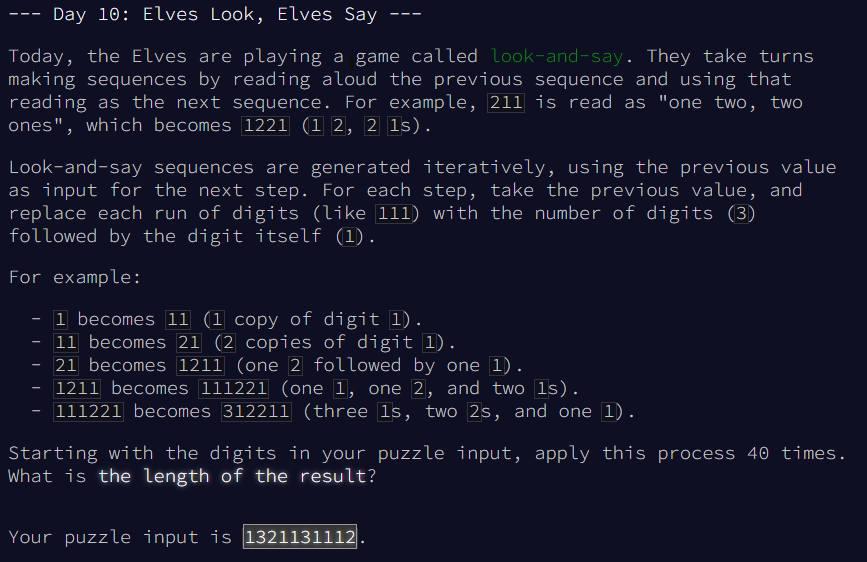 --- Day 10: Elves Look, Elves Say ---
Today, the Elves are playing a game called look-and-say. They take turns
making sequences by reading aloud the previous sequence and using that
reading as the next sequence. For example, 211 is read as "one two, two
ones", which becomes 1221 (1 2, 2 1s).
Look-and-say sequences are generated iteratively, using the previous value
as input for the next step. For each step, take the previous value, and
replace each run of digits (like 111) with the number of digits (3)
followed by the digit itself (1).
For example:
- 1 becomes 11 (1 copy of digit 1).
- 11 becomes 21 (2 copies of digit 1).
- 21 becomes 1211 (one 2 followed by one 1).
- 1211 becomes 111221 (one 1, one 2, and two 1s).
- 111221 becomes 312211 (three 1s, two 2s, and one 1).
Starting with the digits in your puzzle input, apply this process 40 times.
What is the length of the result?
Your puzzle input is 1321131112.